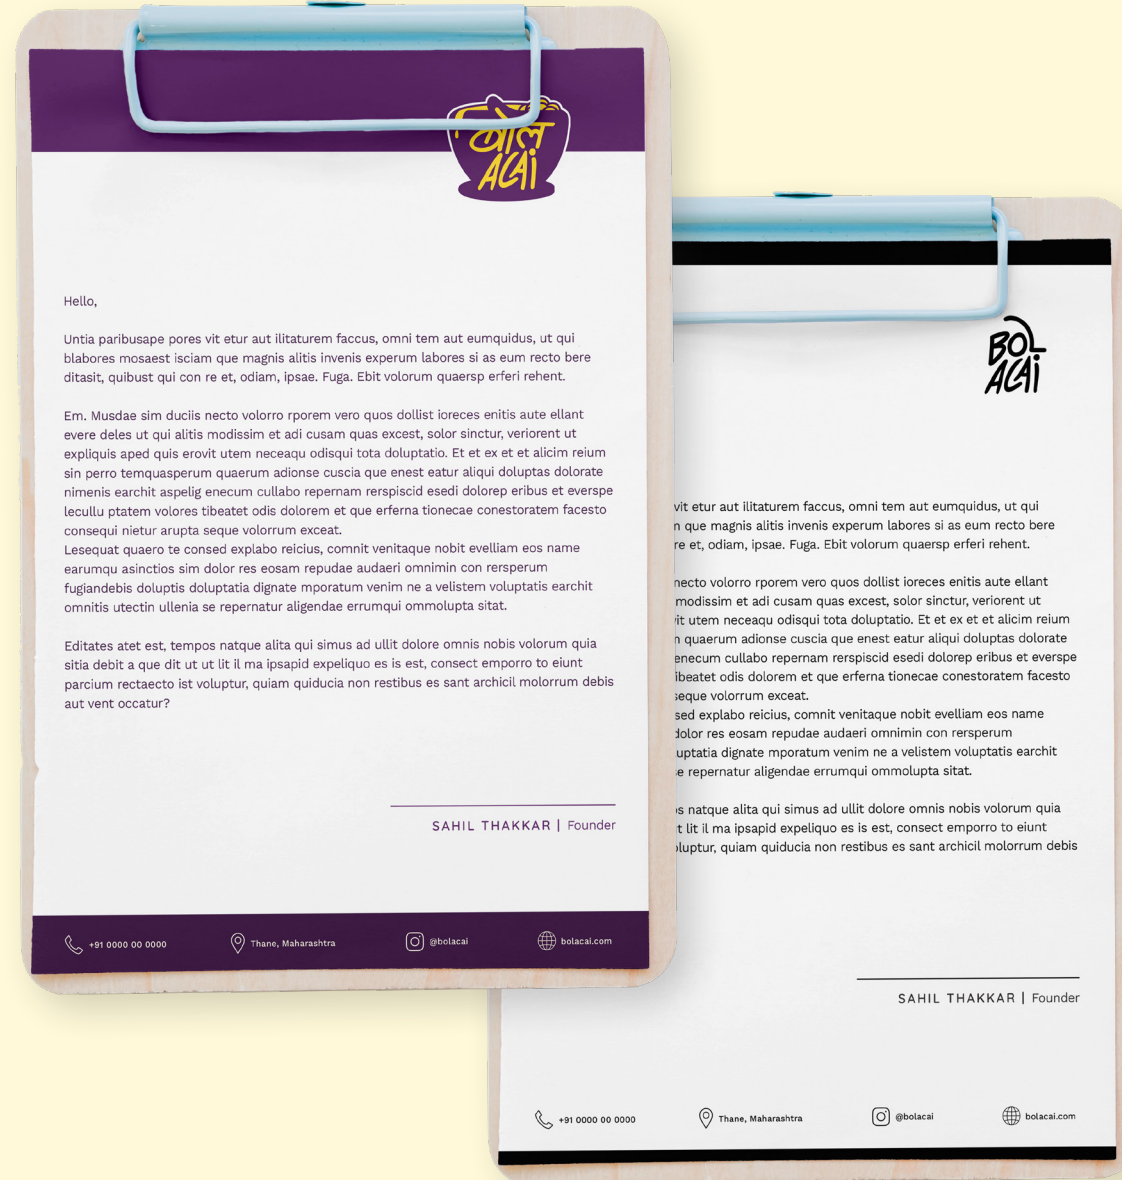 बोल
ACAI
Hello,
Untia paribusape pores vit etur aut ilitaturem faccus, omni tem aut eumquidus, ut qui
blabores mosaest isciam que magnis alitis invenis experum labores si as eum recto bere
ditasit, quibust qui con re et, odiam, ipsae. Fuga. Ebit volorum quaersp erferi rehent.
Em. Musdae sim duciis necto volorro rporem vero quos dollist ioreces enitis aute ellant
evere deles ut qui alitis modissim et adi cusam quas excest, solor sinctur, veriorent ut
expliquis aped quis erovit utem neceaqu odisqui tota doluptatio. Et et ex et et alicim reium
sin perro temquasperum quaerum adionse cuscia que enest eatur aliqui doluptas dolorate
nimenis earchit aspelig enecum cullabo repernam rerspiscid esedi dolorep eribus et everspe
lecullu ptatem volores tibeatet odis dolorem et que erferna tionecae conestoratem facesto
consequi nietur arupta seque volorrum exceat.
Lesequat quaero te consed explabo reicius, comnit venitaque nobit evelliam eos name
earumqu asinctios sim dolor res eosam repudae audaeri omnimin con rersperum
fugiandebis doluptis doluptatia dignate mporatum venim ne a velistem voluptatis earchit
omnitis utectin ullenia se repernatur aligendae errumqui ommolupta sitat.
Editates atet est, tempos natque alita qui simus ad ullit dolore omnis nobis volorum quia
sitia debit a que dit ut ut lit il ma ipsapid expeliquo es is est, consect emporro to eiunt
parcium rectaecto ist voluptur, quiam quiducia non restibus es sant archicil molorrum debis
aut vent occatur?
SAHIL THAKKAR | Founder
+91 0000 00 0000 Thane, Maharashtra @bolacai bolacai.com
BOL
ACAI
vit etur aut ilitaturem faccus, omni tem aut eumquidus, ut qui
que magnis alitis invenis experum labores si as eum recto bere
re et, odiam, ipsae. Fuga. Ebit volorum quaersp erferi rehent.
necto volorro rporem vero quos dollist ioreces enitis aute ellant
modissim et adi cusam quas excest, solor sinctur, veriorent ut
utem neceaqu odisqui tota doluptatio. Et et ex et et alicim reium
quaerum adionse cuscia que enest eatur aliqui doluptas dolorate
enecum cullabo repernam rerspiscid esedi dolorep eribus et everspe
ibeatet odis dolorem et que erferna tionecae conestoratem facesto
seque volorrum exceat.
sed explabo reicius, comnit venitaque nobit evelliam eos name
dolor res eosam repudae audaeri omnimin con rersperum
uptatia dignate mporatum venim ne a velistem voluptatis earchit
repernatur aligendae errumqui ommolupta sitat.
natque alita qui simus ad ullit dolore omnis nobis volorum quia
lit il ma ipsapid expeliquo es is est, consect emporro to eiunt
luptur, quiam quiducia non restibus es sant archicil molorrum debis
SAHIL THAKKAR | Founder
+91 0000 00 0000 Thane, Maharashtra @bolacai bolacai.com